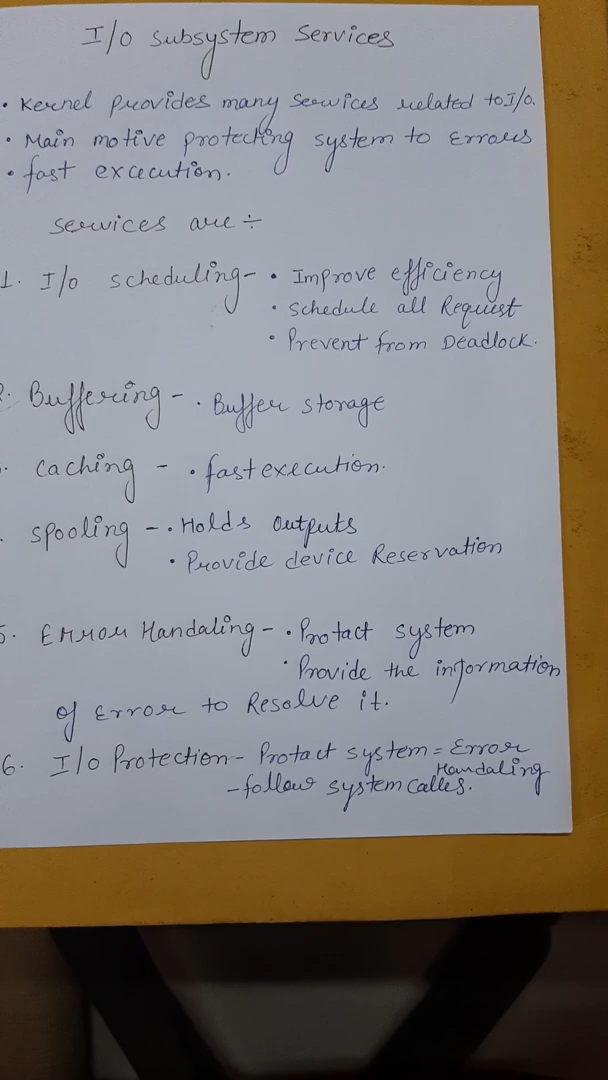 I/O Subsystem Services
• Kernel provides many services related to I/O.
• Main motive protecting system to Errors
• fast excecution.
Services are ÷
1. I/O scheduling - • Improve efficiency
• Schedule all Request
• Prevent from Deadlock.
2. Buffering - • Buffer storage
. caching - • fast execution.
. spooling - • Holds Outputs
• Provide device Reservation
5. Error Handaling - • Protact system
• Provide the information
of Error to Resolve it.
6. I/O Protection - Protact system = Error
Handaling
- follow system calles.